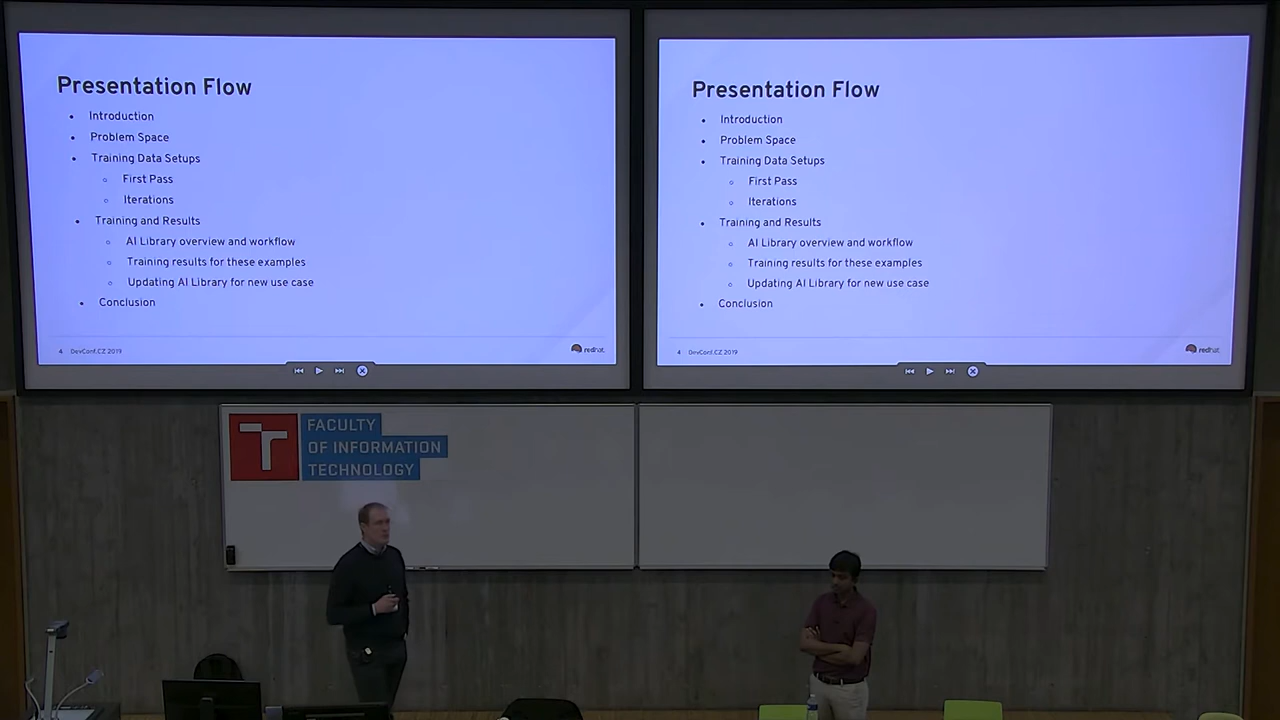 Presentation Flow
• Introduction
• Problem Space
• Training Data Setups
○ First Pass
○ Iterations
• Training and Results
○ AI Library overview and workflow
○ Training results for these examples
○ Updating AI Library for new use case
• Conclusion
4 DevConf.CZ 2019
redhat
Presentation Flow
• Introduction
• Problem Space
• Training Data Setups
○ First Pass
○ Iterations
• Training and Results
○ AI Library overview and workflow
○ Training results for these examples
○ Updating AI Library for new use case
• Conclusion
4 DevConf.CZ 2019
redhat
T
FACULTY
OF INFORMATION
TECHNOLOGY